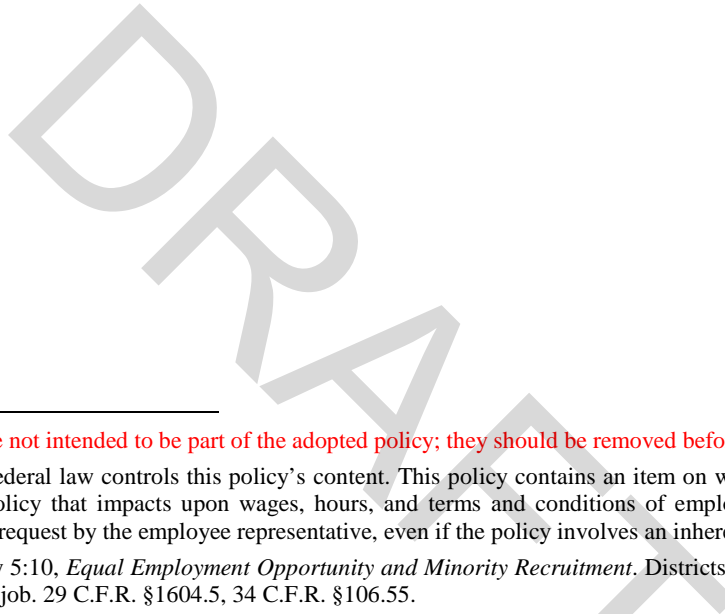 DRAFT
not intended to be part of the adopted policy; they should be removed befo
ederal law controls this policy's content. This policy contains an item on w
olicy that impacts upon wages, hours, and terms and conditions of empl
request by the employee representative, even if the policy involves an inhere
5:10, Equal Employment Opportunity and Minority Recruitment. Districts
job. 29 C.F.R. §1604.5, 34 C.F.R. §106.55.